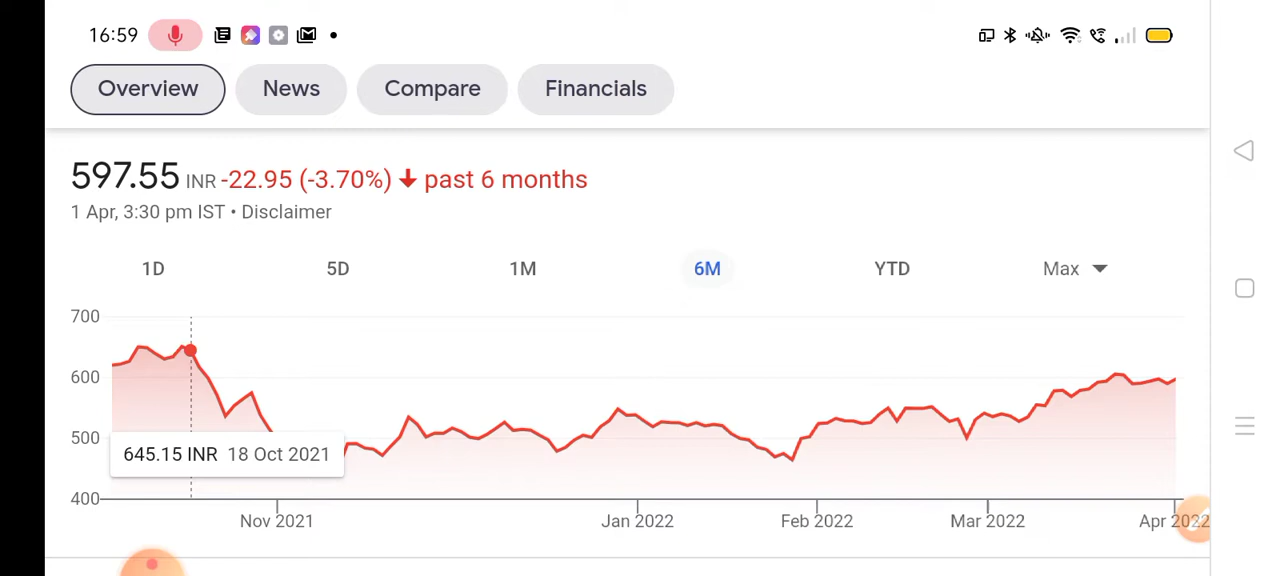 16:59
Overview News Compare Financials
597.55 INR -22.95 (-3.70%) past 6 months
1 Apr, 3:30 pm IST • Disclaimer
1D 5D 1M 6M YTD Max
700
600
500
645.15 INR 18 Oct 2021
400
Nov 2021 Jan 2022 Feb 2022 Mar 2022 Apr 2022